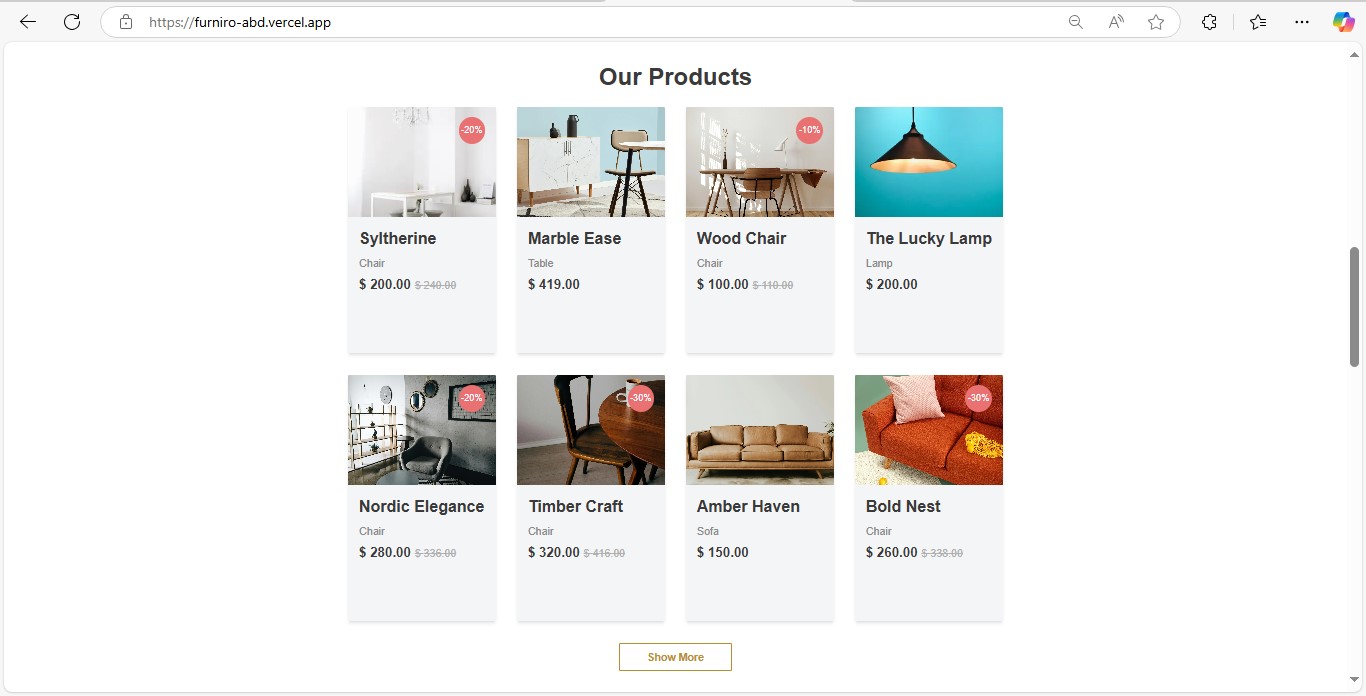 https://furniro-abd.vercel.app
Our Products
-20%
-10%
Syltherine
Marble Ease
Wood Chair
The Lucky Lamp
Chair
Table
Chair
Lamp
$ 200.00 $ 240.00
$ 419.00
$ 100.00 $ 110.00
$ 200.00
-20%
-30%
-30%
Nordic Elegance
Timber Craft
Amber Haven
Bold Nest
Chair
Chair
Sofa
Chair
$ 280.00 $ 336.00
$ 320.00 $ 416.00
$ 150.00
$ 260.00 $ 338.00
Show More